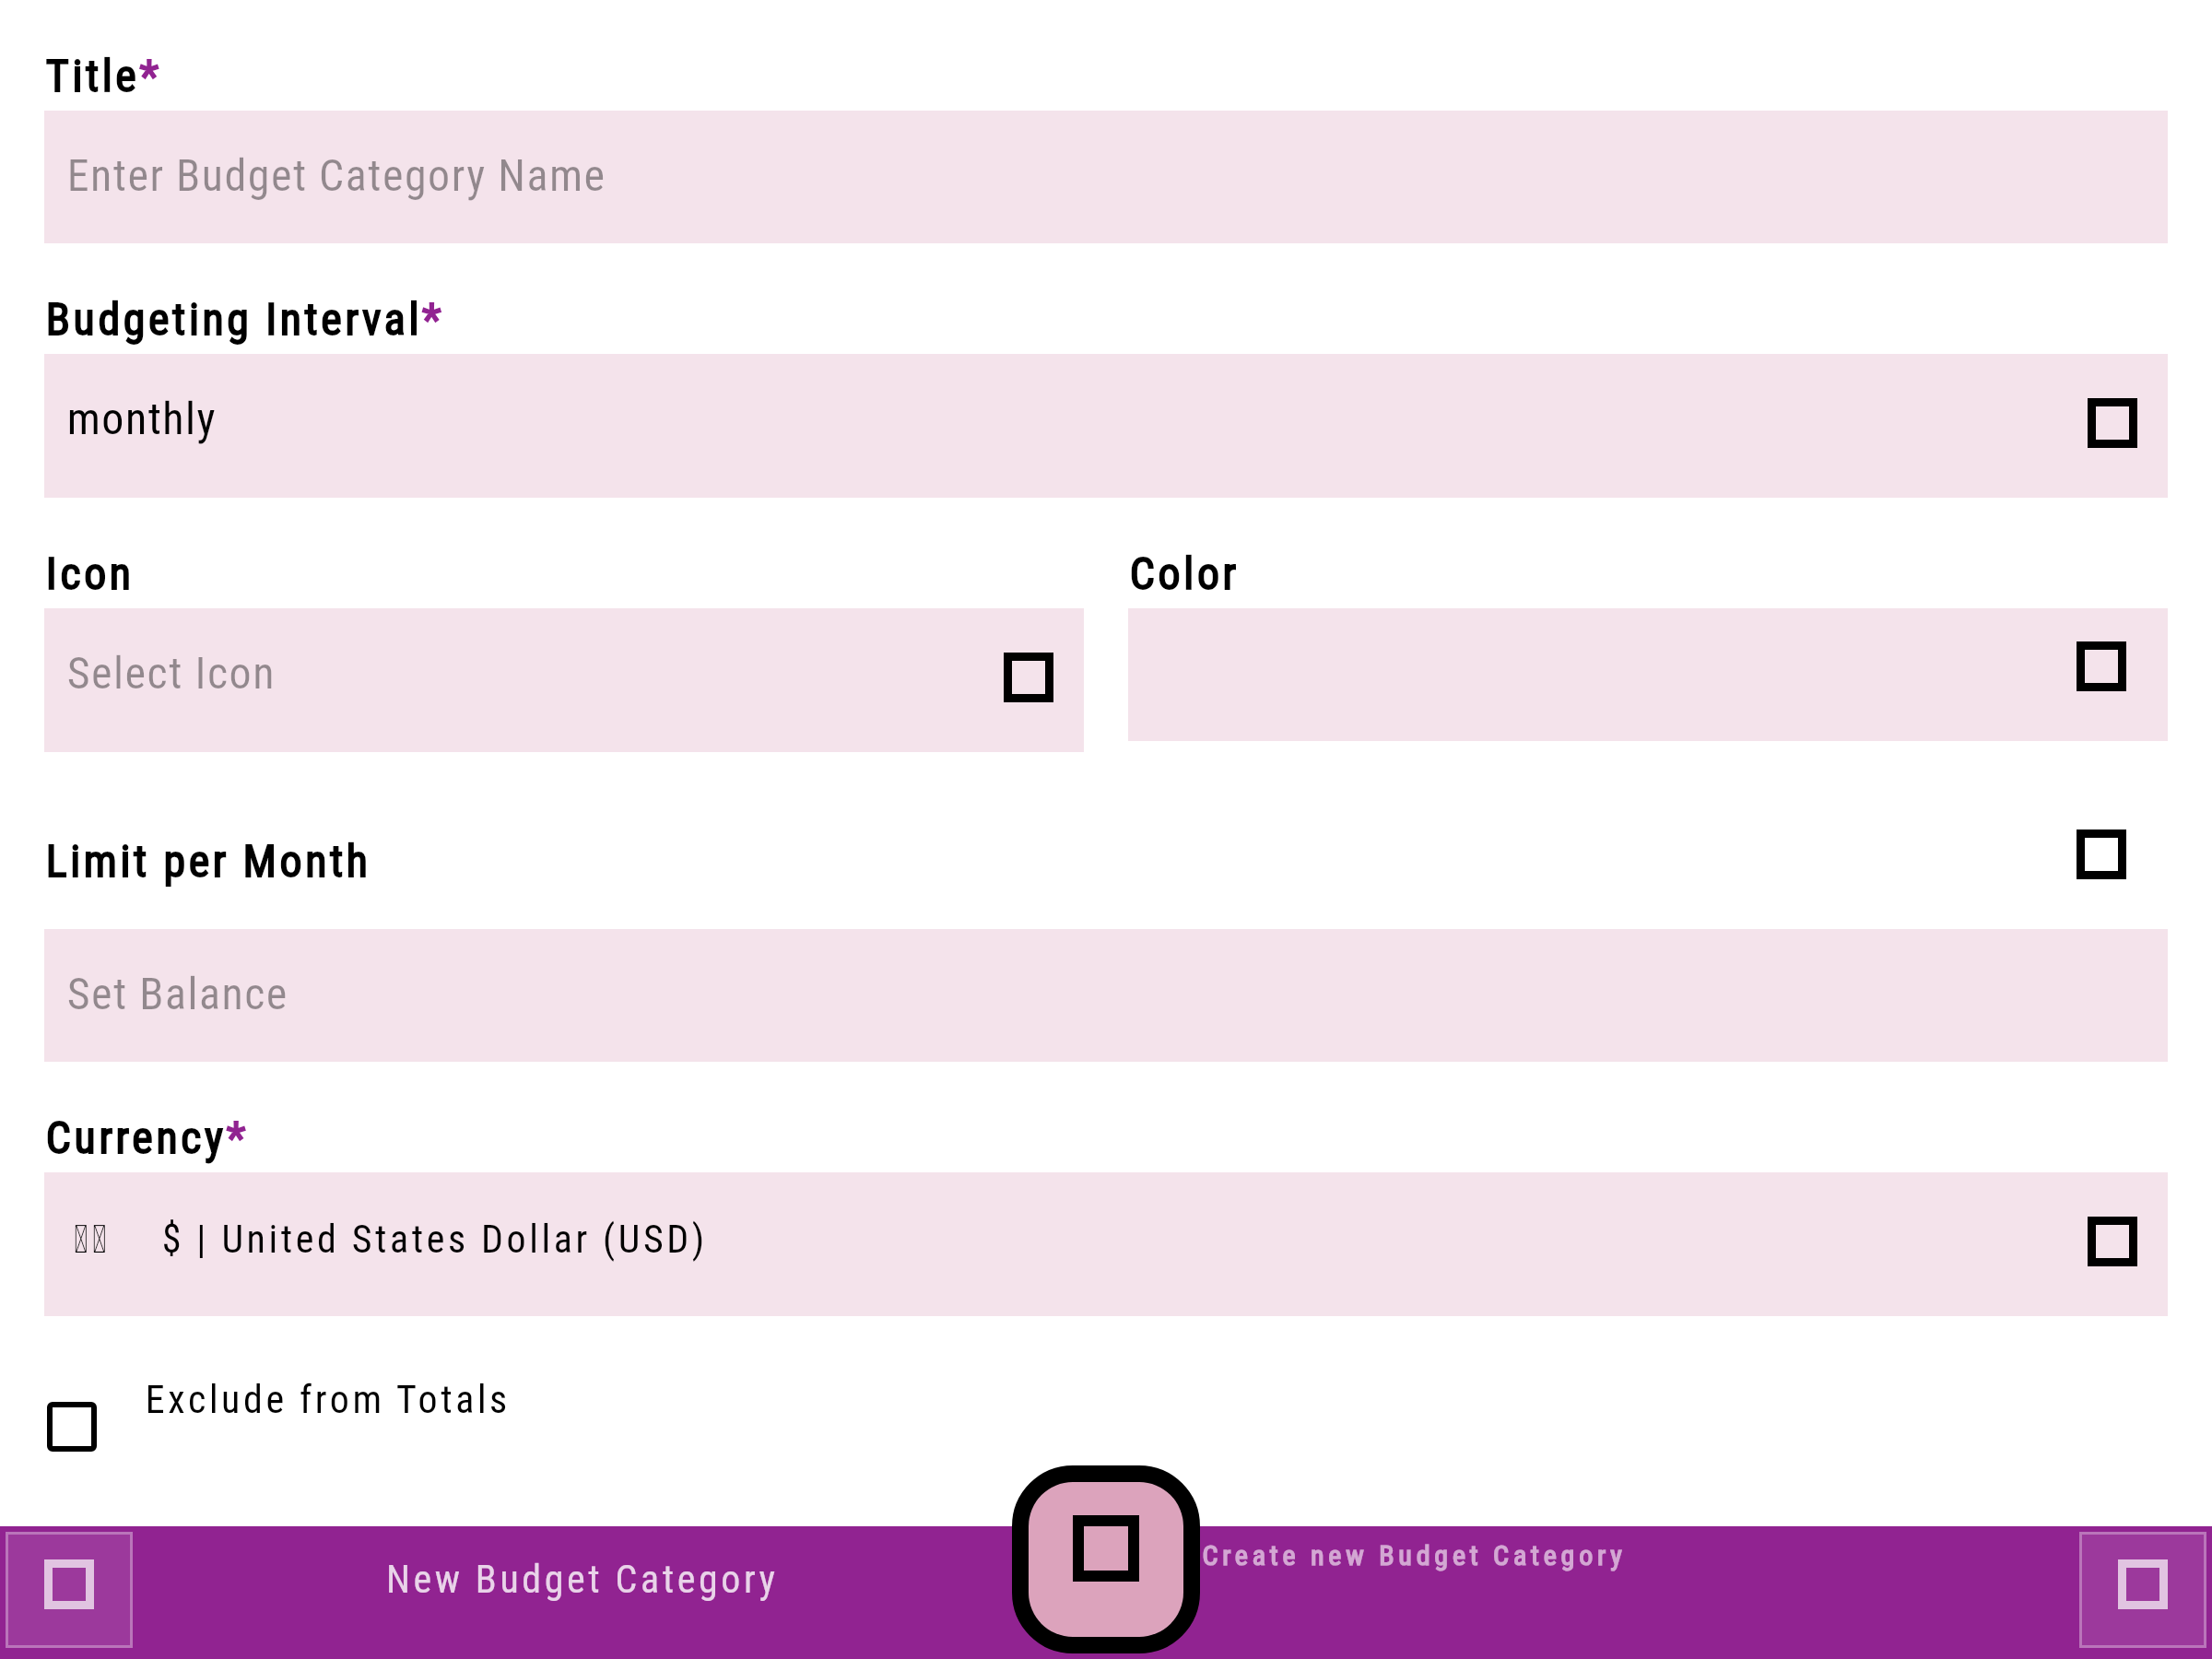 Title*
Enter Budget Category Name
Budgeting Interval*
monthly
Icon
Color
Select Icon
Limit per Month
Set Balance
Currency*
$ | United States Dollar (USD)
Exclude from Totals
New Budget Category
Create new Budget Category